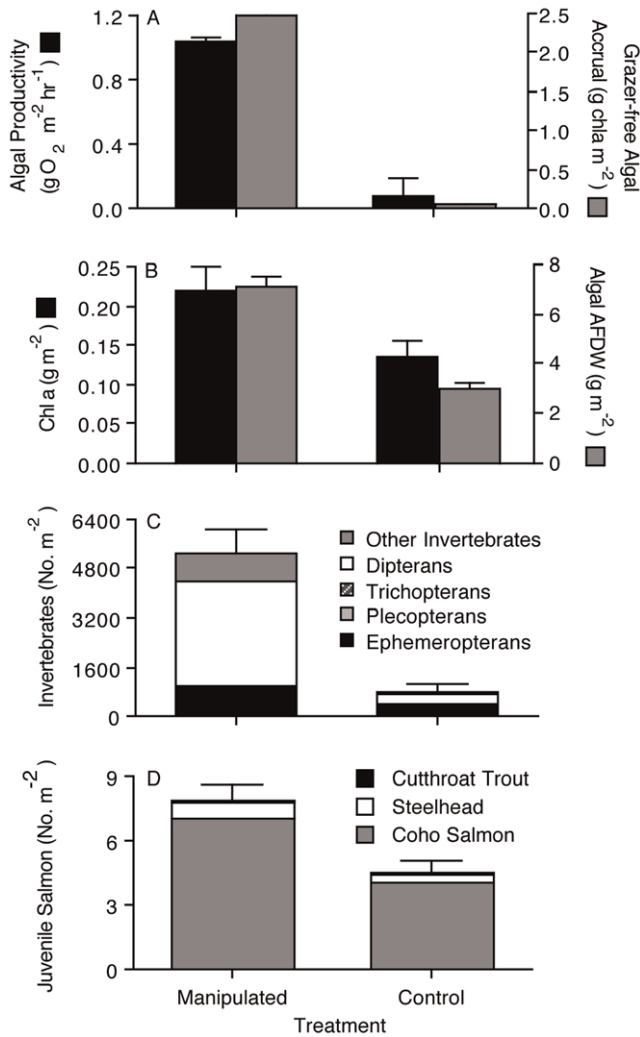 A
Algal Productivity
(g O2 m-2 hr-1)
1.2
0.8
0.4
0.0
2.5
2.0
1.5
1.0
0.5
0.0
Grazer-free Algal
Accrual (g chla m-2)
B
Chl a (g m-2)
0.25
0.20
0.15
0.10
0.05
0.00
8
6
4
2
0
Algal AFDW (g m-2)
C
Invertebrates (No. m-2)
6400
4800
3200
1600
0
Other Invertebrates
Dipterans
Trichopterans
Plecopterans
Ephemeropterans
D
Juvenile Salmon (No. m-2)
9
6
3
0
Cutthroat Trout
Steelhead
Coho Salmon
Manipulated Control
Treatment